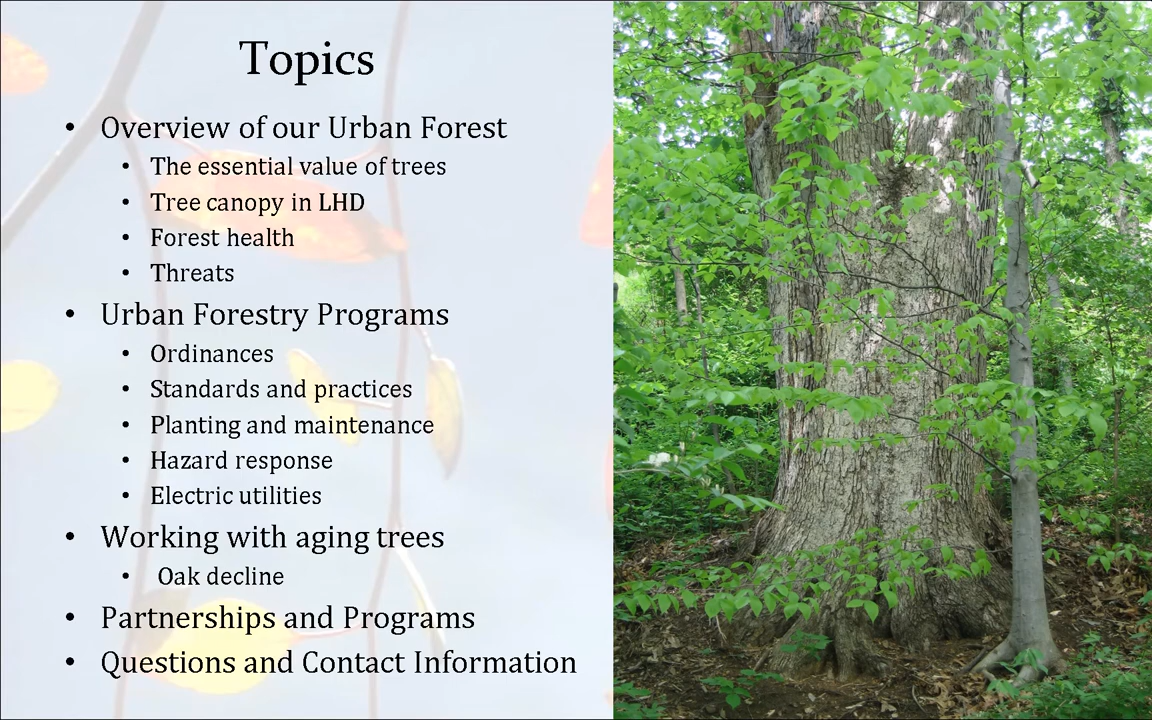 Topics
• Overview of our Urban Forest
• The essential value of trees
• Tree canopy in LHD
• Forest health
• Threats
• Urban Forestry Programs
• Ordinances
• Standards and practices
• Planting and maintenance
• Hazard response
• Electric utilities
• Working with aging trees
• Oak decline
• Partnerships and Programs
• Questions and Contact Information